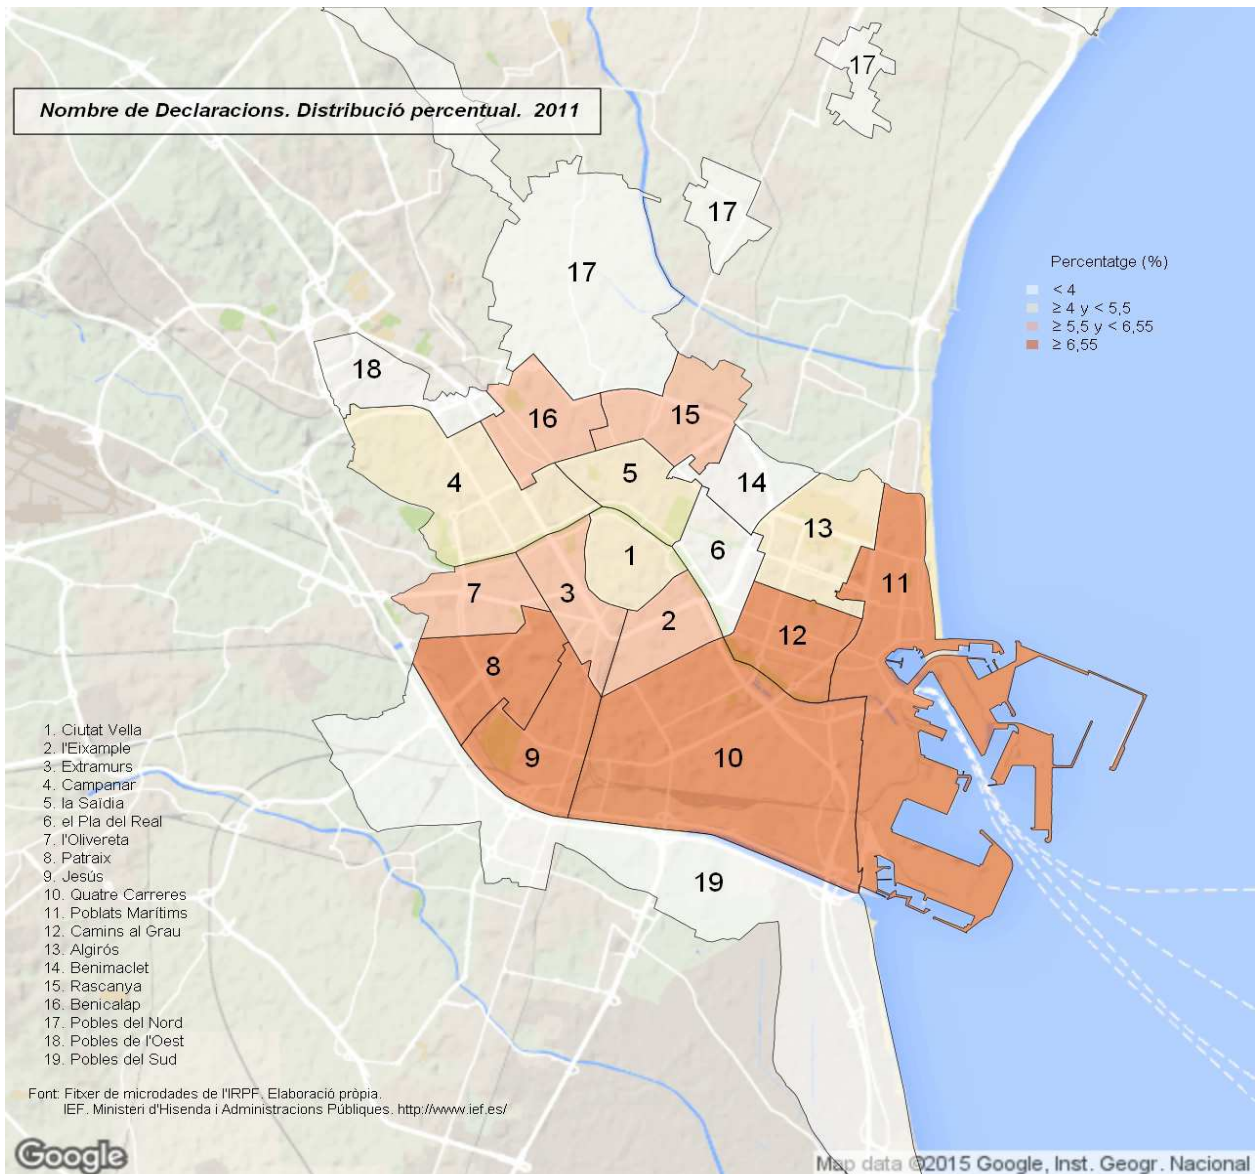 Nombre de Declaracions. Distribució percentual. 2011
17
17
17
Percentatge (%)
< 4
≥ 4 y < 5,5
≥ 5,5 y < 6,55
≥ 6,55
18
16
15
4
5
14
13
1
6
11
7
3
2
12
8
9
10
19
1. Ciutat Vella
2. l'Eixample
3. Extramurs
4. Campanar
5. la Saïdia
6. el Pla del Real
7. l'Olivereta
8. Patraix
9. Jesús
10. Quatre Carreres
11. Poblats Marítims
12. Camins al Grau
13. Algirós
14. Benimaclet
15. Rascanya
16. Benicalap
17. Pobles del Nord
18. Pobles de l'Oest
19. Pobles del Sud
Font: Fitxer de microdades de l'IRPF. Elaboració pròpia.
IEF. Ministeri d'Hisenda i Administracions Públiques. http://www.ief.es/
Google
Map data ©2015 Google, Inst. Geogr. Nacional